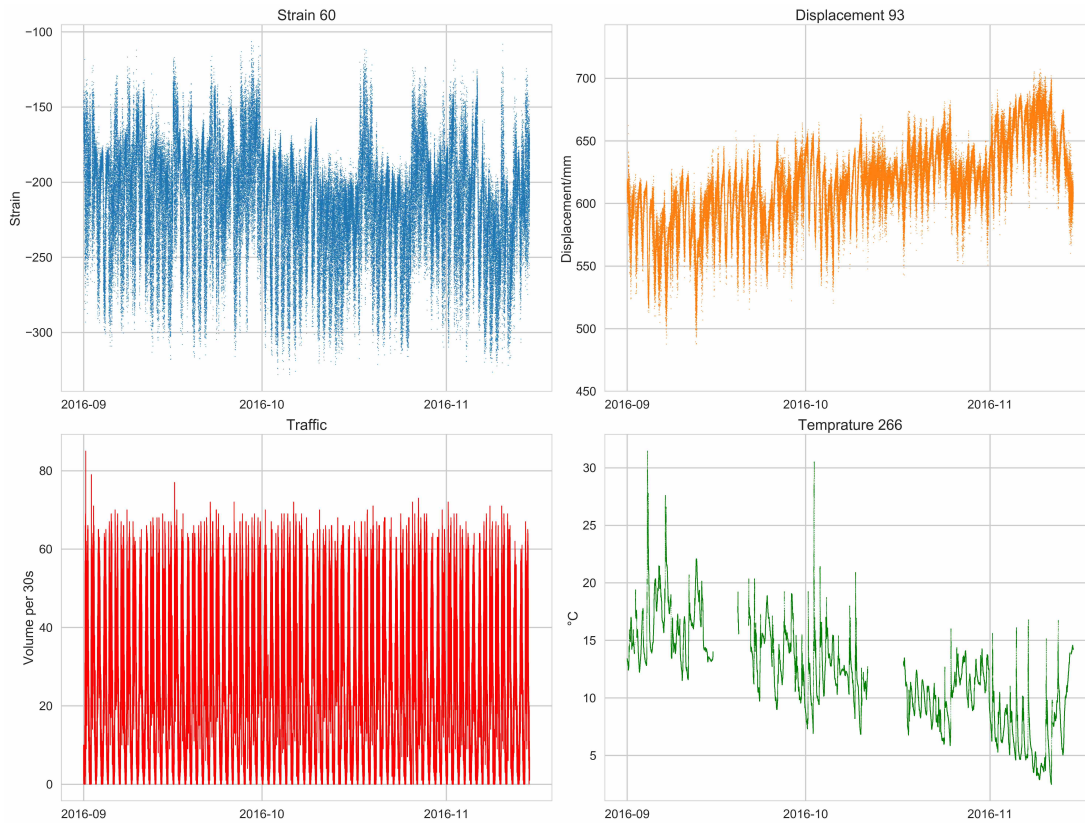 Strain 60
Strain
−100
−150
−200
−250
−300
2016-09 2016-10 2016-11
Displacement 93
Displacement/mm
700
650
600
550
500
450
2016-09 2016-10 2016-11
Traffic
Volume per 30s
80
60
40
20
0
2016-09 2016-10 2016-11
Temprature 266
°C
30
25
20
15
10
5
2016-09 2016-10 2016-11